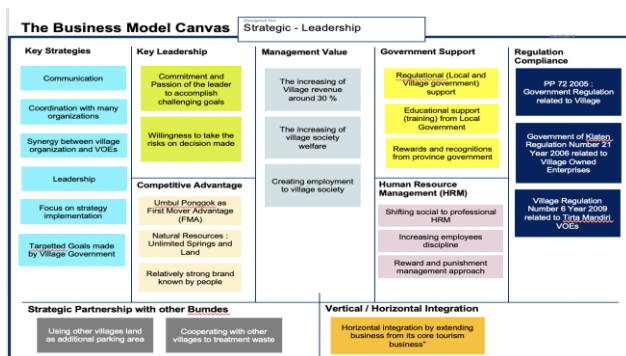 The Business Model Canvas
Designed for:
Strategic - Leadership
Key Strategies
Communication
Coordination with many
organizations
Synergy between village
organization and VOEs
Leadership
Focus on strategy
implementation
Targetted Goals made
by Village Government
Key Leadership
Commitment and
Passion of the leader
to accomplish
challenging goals
Willingness to take the
risks on decision made
Competitive Advantage
Umbul Ponggok as
First Mover Advantage
(FMA)
Natural Resources :
Unlimited Springs and
Land
Relatively strong brand
known by people
Management Value
The increasing of
Village revenue
around 30 %
The increasing of
village society
welfare
Creating employment
to village society
Government Support
Regulational (Local and
Village government)
support
Educational support
(training) from Local
Government
Rewards and recognitions
from province government
Human Resource
Management (HRM)
Shifting social to professional
HRM
Increasing employees
discipline
Reward and punishment
management approach
Regulation
Compliance
PP 72 2005 :
Government Regulation
related to Village
Government of Klaten
Regulation Number 21
Year 2006 related to
Village Owned
Enterprises
Village Regulation
Number 6 Year 2009
related to Tirta Mandiri
VOEs
Strategic Partnership with other Bumdes
Using other villages land
as additional parking area
Cooperating with other
villages to treatment waste
Vertical / Horizontal Integration
Horizontal integration by extending
business from its core tourism
business"